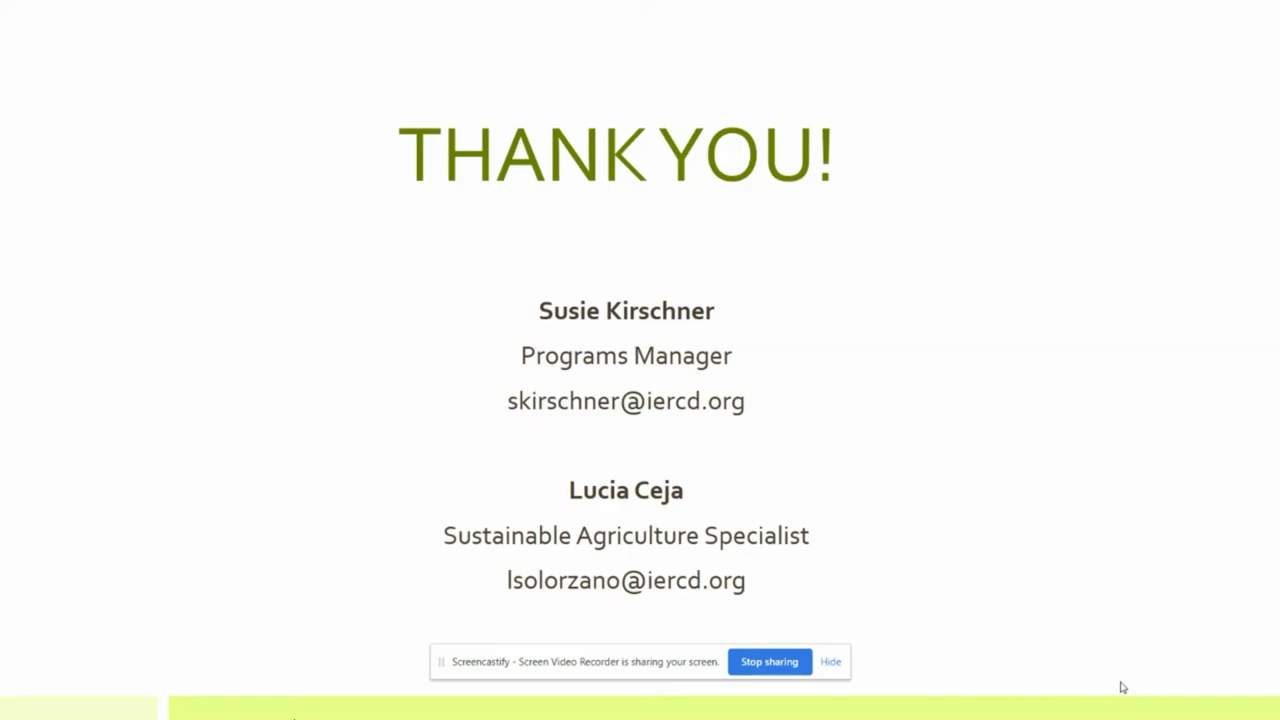 THANK YOU!
Susie Kirschner
Programs Manager
skirschner@iercd.org
Lucia Ceja
Sustainable Agriculture Specialist
lsolorzano@iercd.org
Screencastify - Screen Video Recorder is sharing your screen. Stop sharing Hide